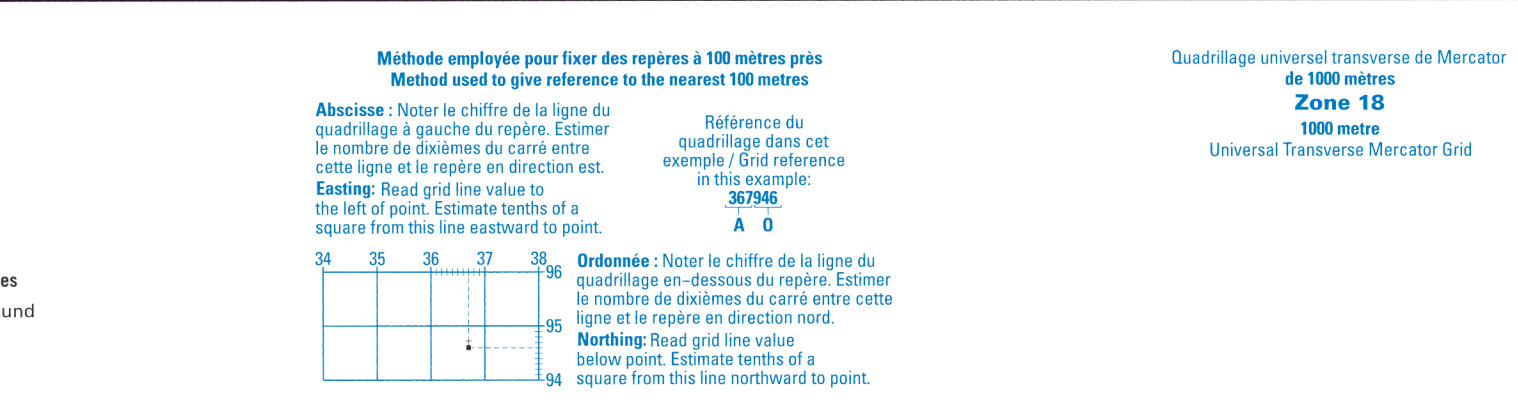 Méthode employée pour fixer des repères à 100 mètres près
Method used to give reference to the nearest 100 metres
Abscisse : Noter le chiffre de la ligne du
quadrillage à gauche du repère. Estimer
le nombre de dixièmes du carré entre
cette ligne et le repère en direction est.
Easting: Read grid line value to
the left of point. Estimate tenths of a
square from this line eastward to point.
Référence du
quadrillage dans cet
exemple / Grid reference
in this example:
367946
A O
34 35 36 37 38
96
95
94
Ordonnée : Noter le chiffre de la ligne du
quadrillage en-dessous du repère. Estimer
le nombre de dixièmes du carré entre cette
ligne et le repère en direction nord.
Northing: Read grid line value
below point. Estimate tenths of a
square from this line northward to point.
Quadrillage universel transverse de Mercator
de 1000 mètres
Zone 18
1000 metre
Universal Transverse Mercator Grid
es
und